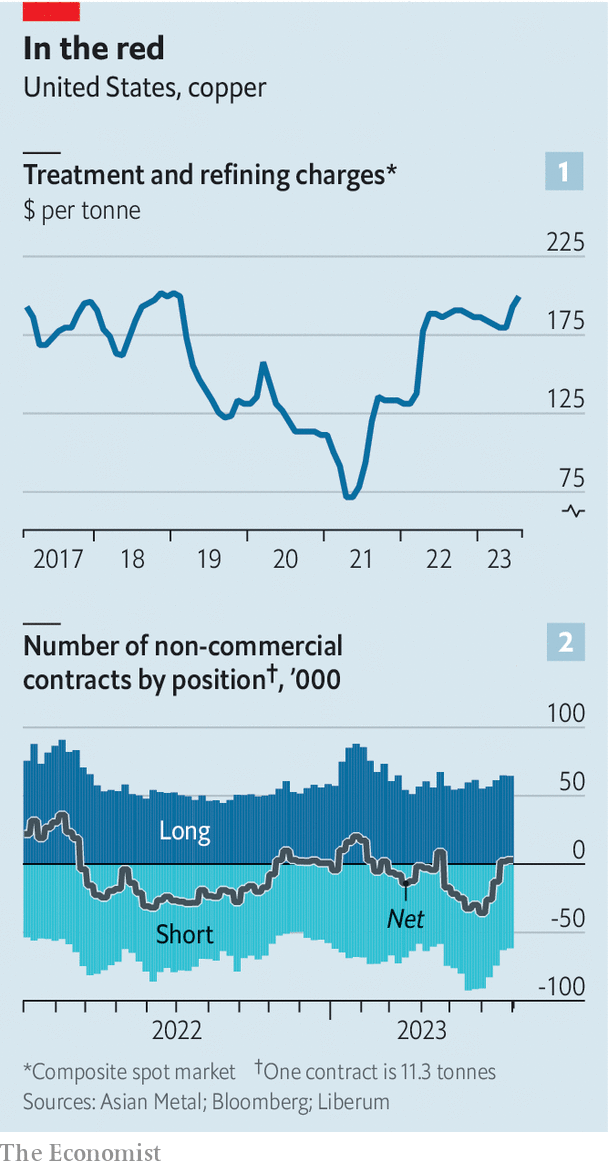 In the red
United States, copper
Treatment and refining charges*
1
$ per tonne
225
175
125
75
2017 18 19 20 21 22 23
Number of non-commercial
2
contracts by position†, ’000
100
50
Long
0
Short
Net
-50
-100
2022 2023
*Composite spot market †One contract is 11.3 tonnes
Sources: Asian Metal; Bloomberg; Liberum
The Economist